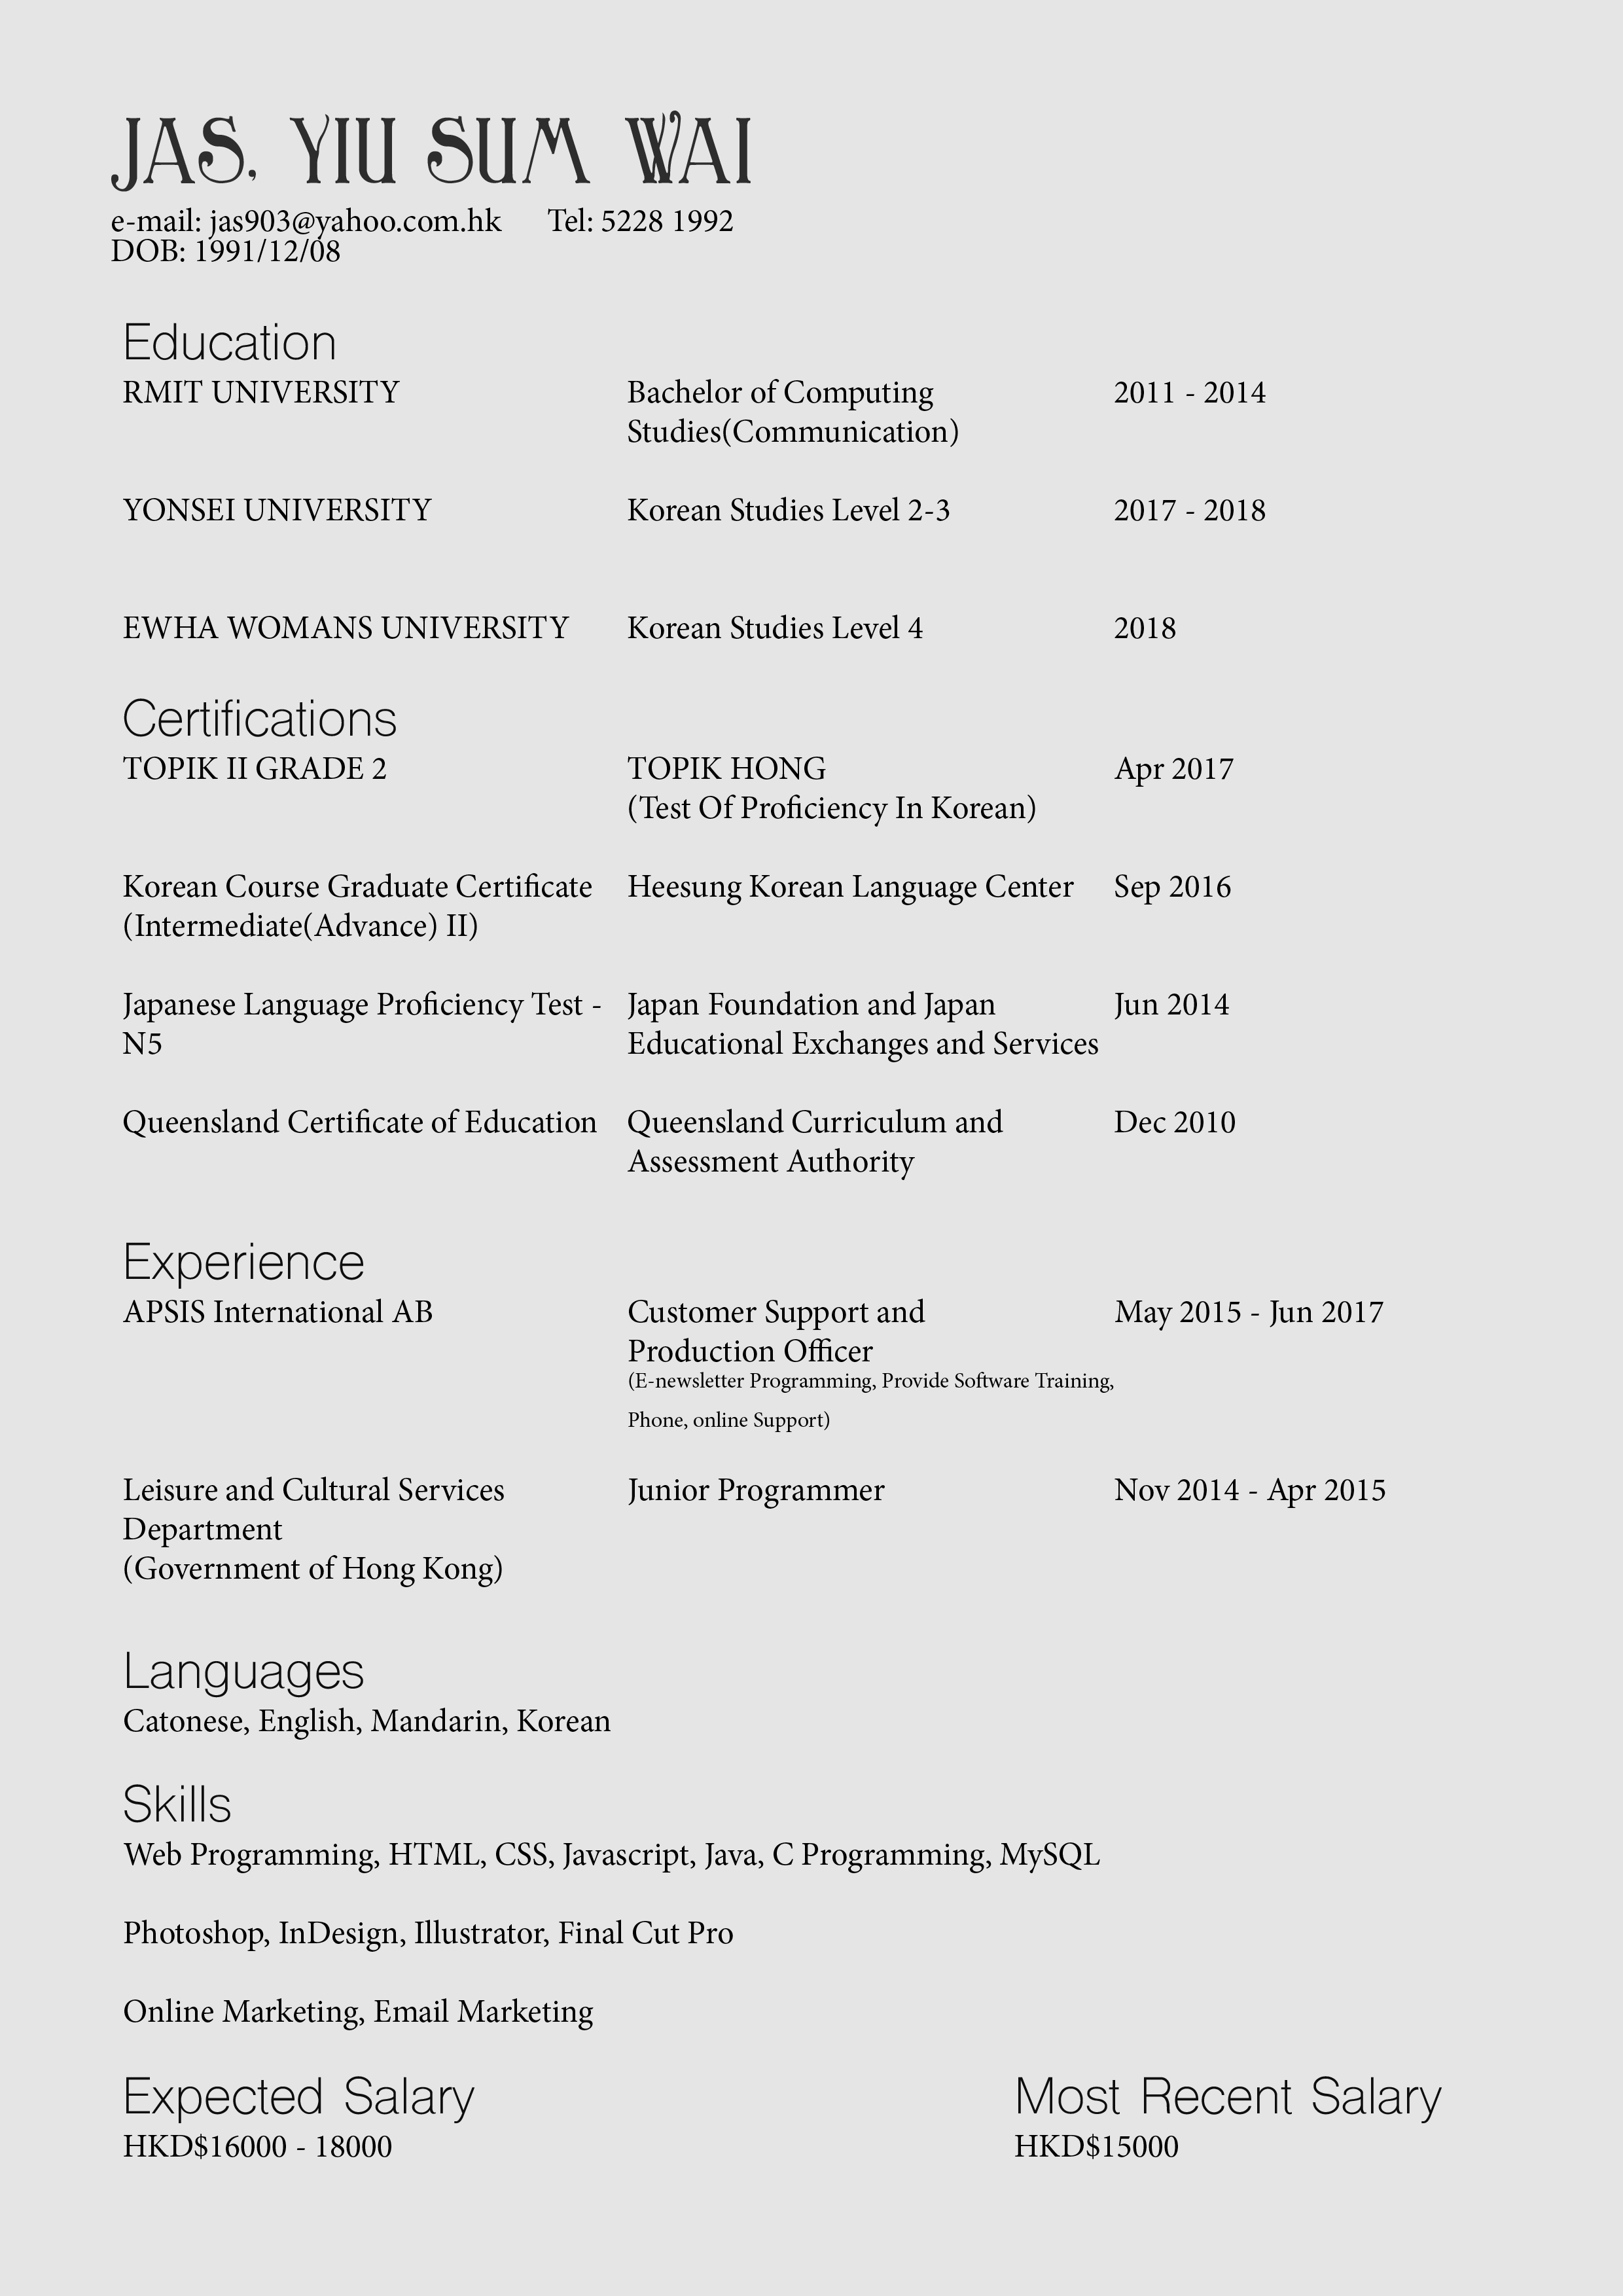 JAS, YIU SUM WAI
e-mail: jas903@yahoo.com.hk Tel: 5228 1992
DOB: 1991/12/08
Education
RMIT UNIVERSITY Bachelor of Computing 2011 - 2014
Studies(Communication)
YONSEI UNIVERSITY Korean Studies Level 2-3 2017 - 2018
EWHA WOMANS UNIVERSITY Korean Studies Level 4 2018
Certifications
TOPIK II GRADE 2 TOPIK HONG Apr 2017
(Test Of Proficiency In Korean)
Korean Course Graduate Certificate Heesung Korean Language Center Sep 2016
(Intermediate(Advance) II)
Japanese Language Proficiency Test - Japan Foundation and Japan Jun 2014
N5 Educational Exchanges and Services
Queensland Certificate of Education Queensland Curriculum and Dec 2010
Assessment Authority
Experience
APSIS International AB Customer Support and May 2015 - Jun 2017
Production Officer
(E-newsletter Programming, Provide Software Training,
Phone, online Support)
Leisure and Cultural Services Junior Programmer Nov 2014 - Apr 2015
Department
(Government of Hong Kong)
Languages
Catonese, English, Mandarin, Korean
Skills
Web Programming, HTML, CSS, Javascript, Java, C Programming, MySQL
Photoshop, InDesign, Illustrator, Final Cut Pro
Online Marketing, Email Marketing
Expected Salary Most Recent Salary
HKD$16000 - 18000 HKD$15000